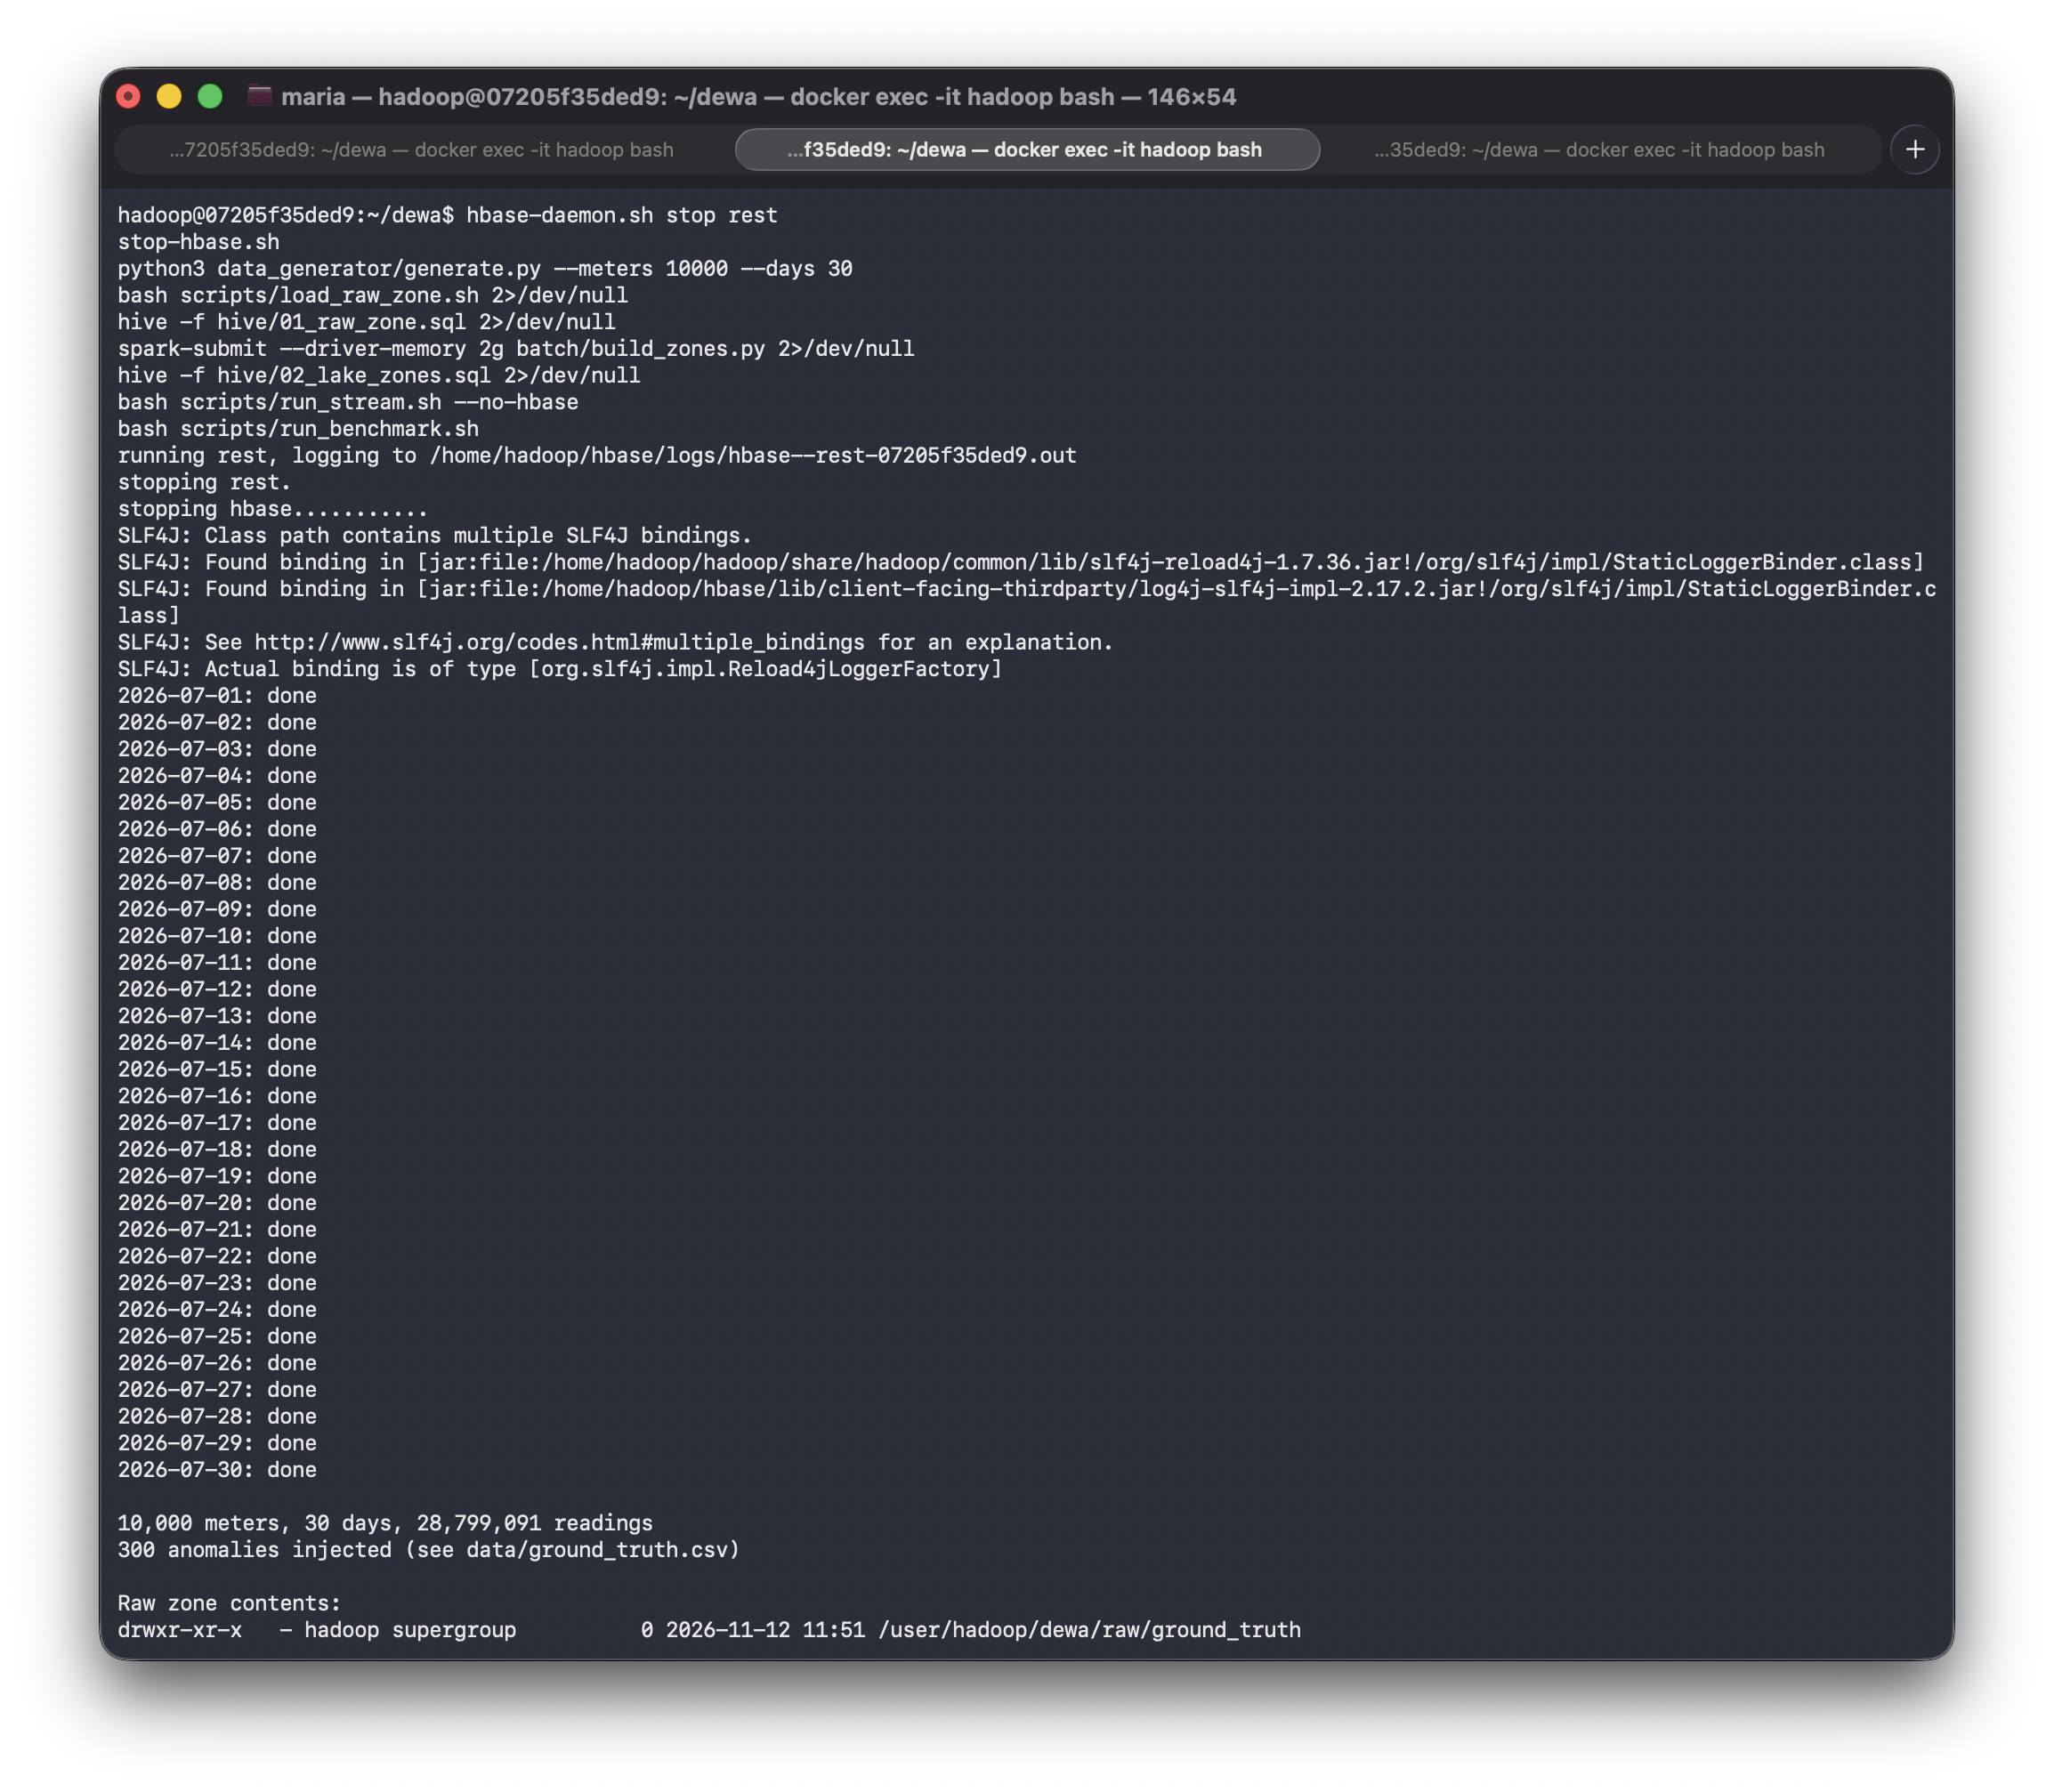 maria — hadoop@07205f35ded9: ~/dewa — docker exec -it hadoop bash — 146×54
...7205f35ded9: ~/dewa — docker exec -it hadoop bash
...f35ded9: ~/dewa — docker exec -it hadoop bash
...35ded9: ~/dewa — docker exec -it hadoop bash
+
hadoop@07205f35ded9:~/dewa$ hbase-daemon.sh stop rest
stop-hbase.sh
python3 data_generator/generate.py --meters 10000 --days 30
bash scripts/load_raw_zone.sh 2>/dev/null
hive -f hive/01_raw_zone.sql 2>/dev/null
spark-submit --driver-memory 2g batch/build_zones.py 2>/dev/null
hive -f hive/02_lake_zones.sql 2>/dev/null
bash scripts/run_stream.sh --no-hbase
bash scripts/run_benchmark.sh
running rest, logging to /home/hadoop/hbase/logs/hbase--rest-07205f35ded9.out
stopping rest.
stopping hbase...........
SLF4J: Class path contains multiple SLF4J bindings.
SLF4J: Found binding in [jar:file:/home/hadoop/hadoop/share/hadoop/common/lib/slf4j-reload4j-1.7.36.jar!/org/slf4j/impl/StaticLoggerBinder.class]
SLF4J: Found binding in [jar:file:/home/hadoop/hbase/lib/client-facing-thirdparty/log4j-slf4j-impl-2.17.2.jar!/org/slf4j/impl/StaticLoggerBinder.c
lass]
SLF4J: See http://www.slf4j.org/codes.html#multiple_bindings for an explanation.
SLF4J: Actual binding is of type [org.slf4j.impl.Reload4jLoggerFactory]
2026-07-01: done
2026-07-02: done
2026-07-03: done
2026-07-04: done
2026-07-05: done
2026-07-06: done
2026-07-07: done
2026-07-08: done
2026-07-09: done
2026-07-10: done
2026-07-11: done
2026-07-12: done
2026-07-13: done
2026-07-14: done
2026-07-15: done
2026-07-16: done
2026-07-17: done
2026-07-18: done
2026-07-19: done
2026-07-20: done
2026-07-21: done
2026-07-22: done
2026-07-23: done
2026-07-24: done
2026-07-25: done
2026-07-26: done
2026-07-27: done
2026-07-28: done
2026-07-29: done
2026-07-30: done
10,000 meters, 30 days, 28,799,091 readings
300 anomalies injected (see data/ground_truth.csv)
Raw zone contents:
drwxr-xr-x   - hadoop supergroup          0 2026-11-12 11:51 /user/hadoop/dewa/raw/ground_truth